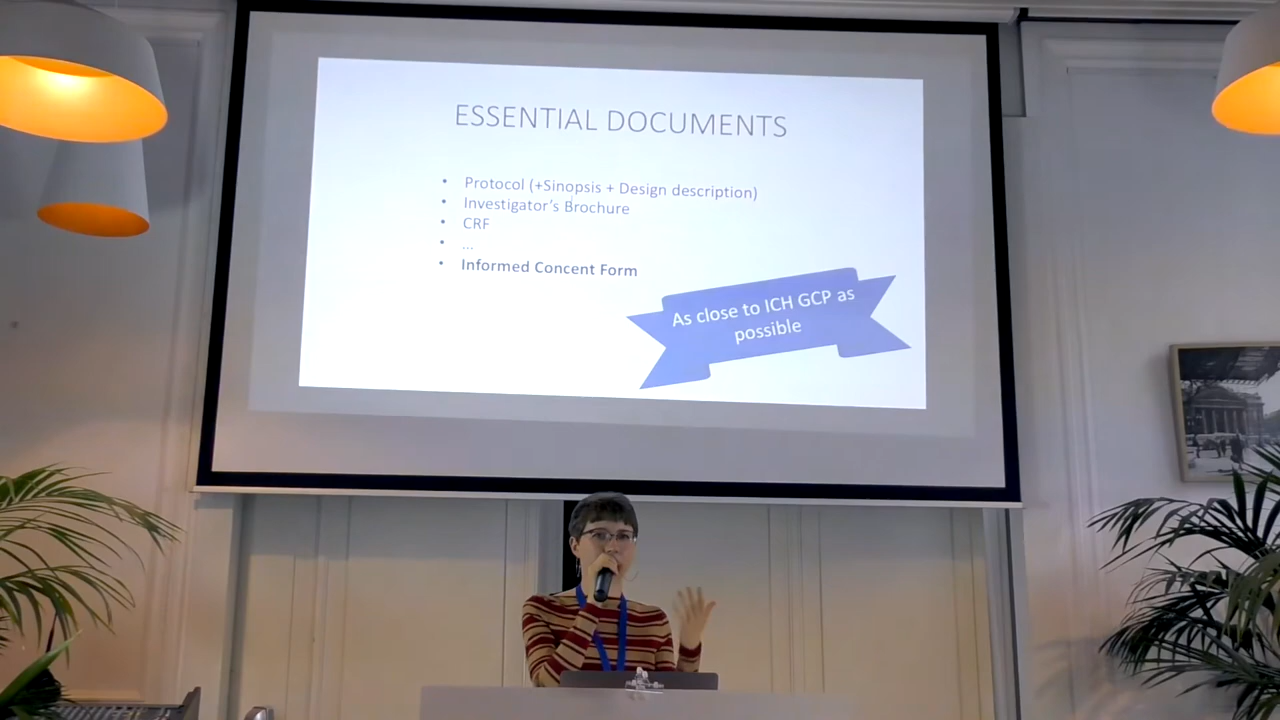 ESSENTIAL DOCUMENTS
• Protocol (+Sinopsis + Design description)
• Investigator's Brochure
• CRF
• ...
• Informed Concent Form
As close to ICH GCP as
possible